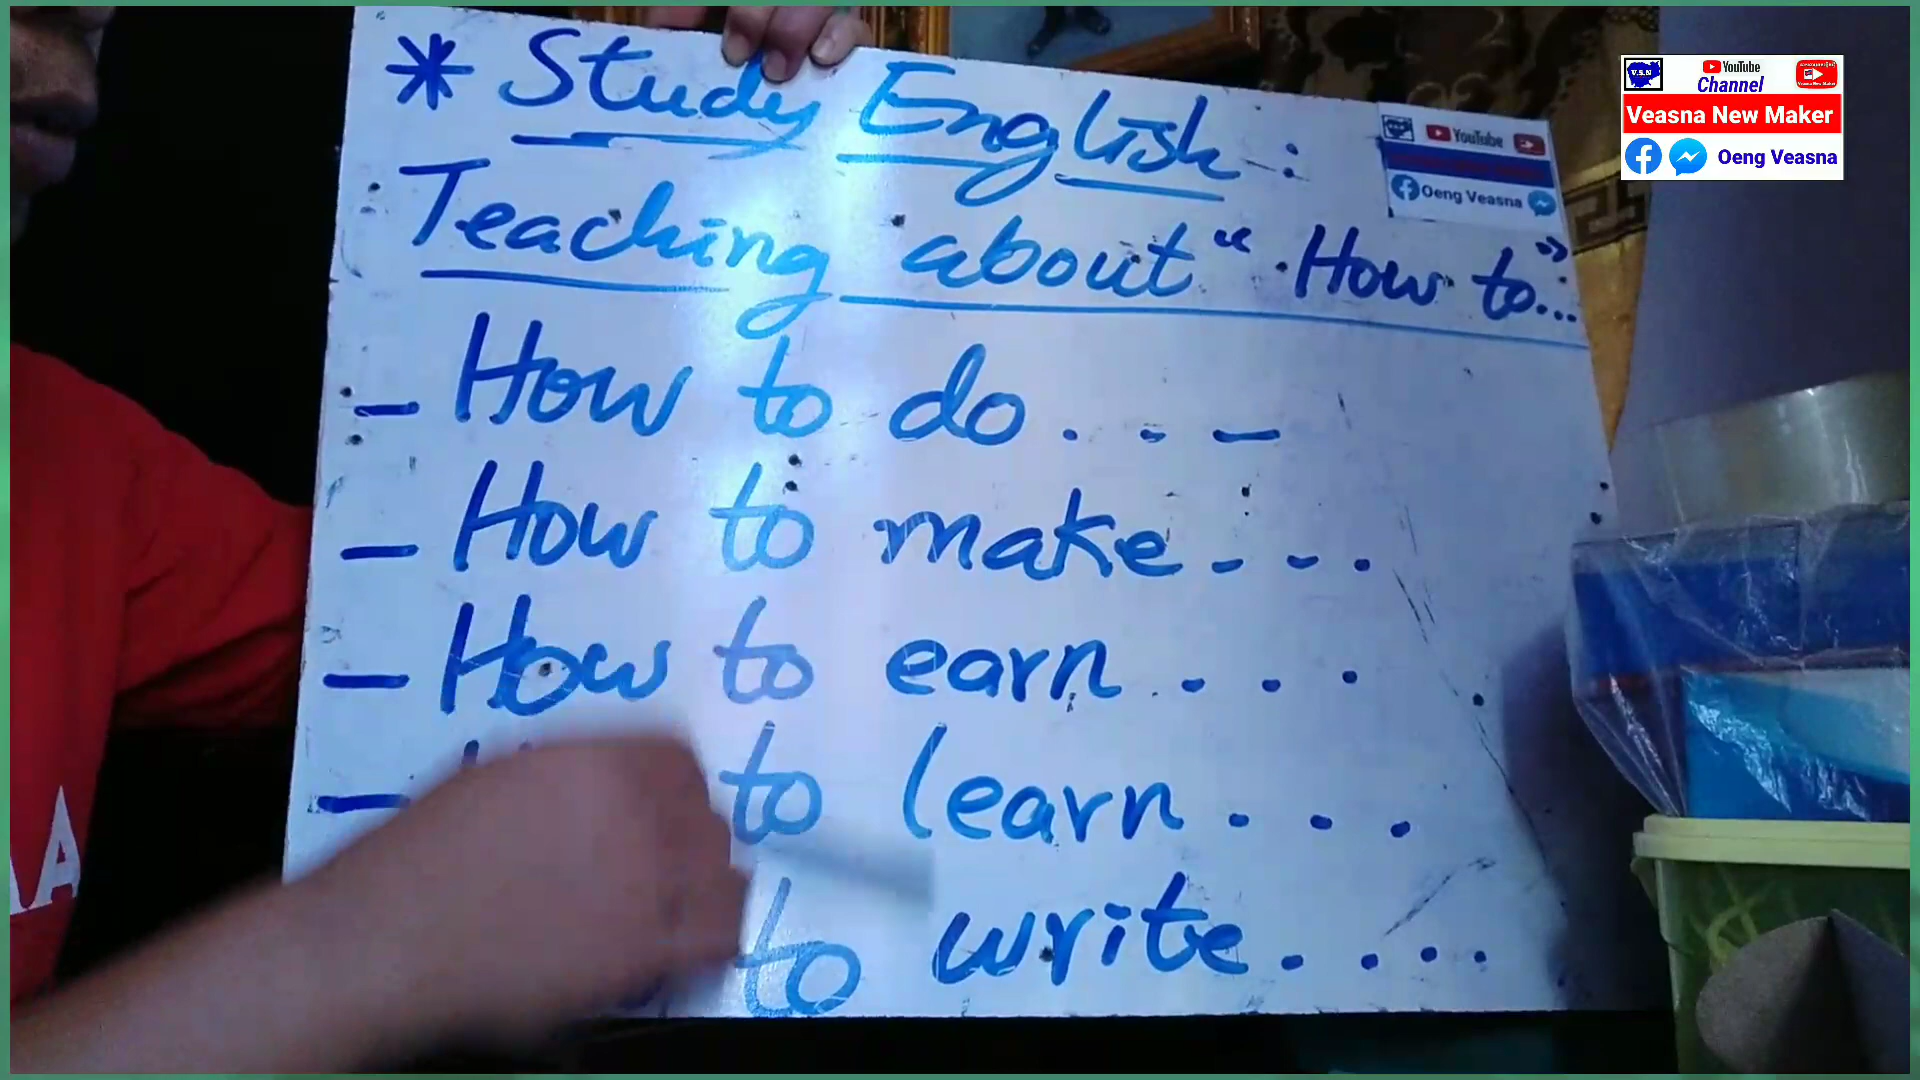 * Study English :
Teaching about " How to... "
- How to do . . -
- How to make - - .
- How to earn . . . .
- to learn . . .
to write . . . .
YouTube
Oeng Veasna
V.S.N
YouTube
Channel
Veasna New Maker
Oeng Veasna